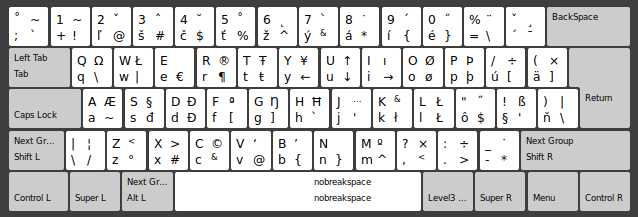 ° ~ 1 ~ 2 ˇ 3 ^ 4 ˘ 5 ° 6 ˛ 7 ` 8 ˙ 9 ´ 0 ˝ % ¨ ˇ ¸ BackSpace
; ` + ! ľ @ š # č $ ť % ž ^ ý & á * í { é } = \ ´ ¯
Left Tab Q Ω W Ł E R ® T Ŧ Y ¥ U ↑ I ı O Ø P Þ / ÷ ( ×
Tab q \ w | e € r ¶ t ŧ y ← u ↓ i → o ø p þ ú [ ä ]
Return
A Æ S § D Ð F ª G Ŋ H Ħ J ... K & L Ł " ˝ ! ß ) |
Caps Lock a ~ s đ d Đ f [ g ] h ` j ' k ł l Ł ô $ § ' ň \
Next Gr... | ¦ Z < X > C © V ‘ B ’ N M º ? × : ÷ _ ˙ Next Group
Shift L \ / z ° x # c & v @ b { n } m ^ , < . > - * Shift R
Next Gr... nobreakspace
Control L Super L Alt L nobreakspace Level3 ... Super R Menu Control R